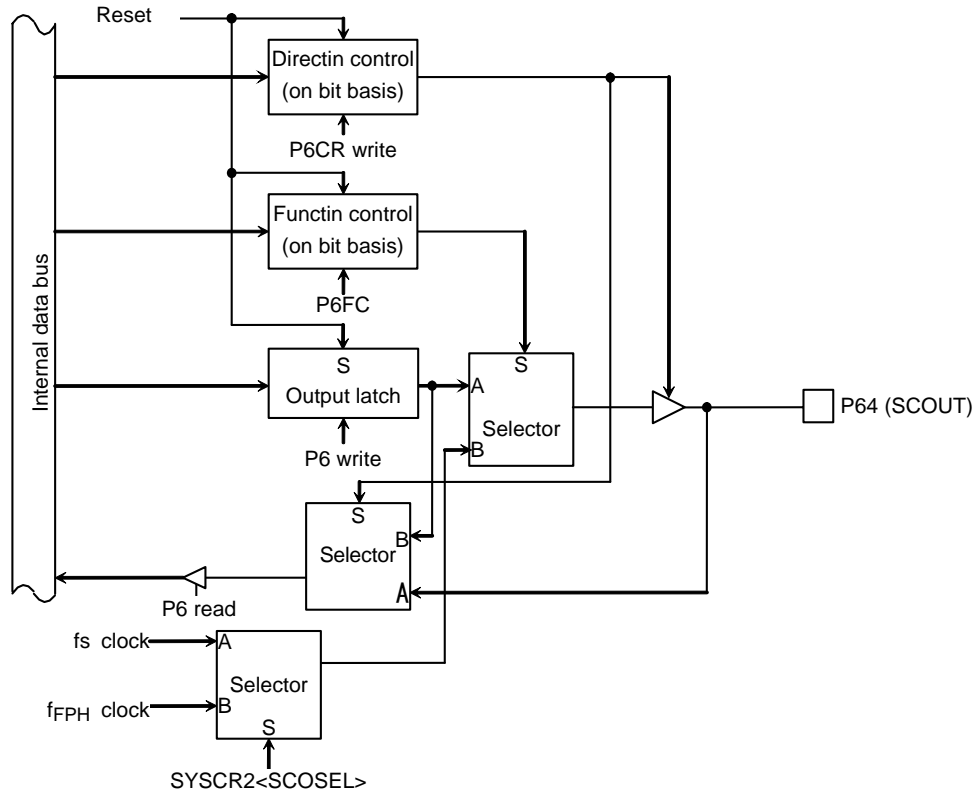 Reset
Directin control
(on bit basis)
P6CR write
Functin control
(on bit basis)
P6FC
Internal data bus
S
Output latch
P6 write
S
A
Selector
B
P64 (SCOUT)
S
B
Selector
A
P6 read
fs clock
A
Selector
fFPH clock
B
S
SYSCR2<SCOSEL>